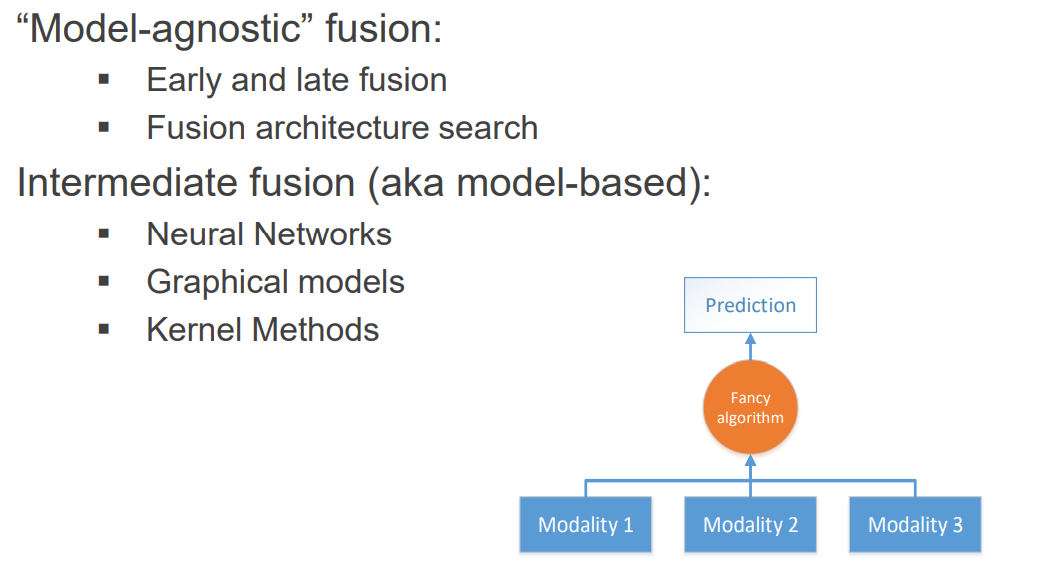 “Model-agnostic” fusion:
▪ Early and late fusion
▪ Fusion architecture search
Intermediate fusion (aka model-based):
▪ Neural Networks
▪ Graphical models
▪ Kernel Methods
Prediction
Fancy
algorithm
Modality 1
Modality 2
Modality 3